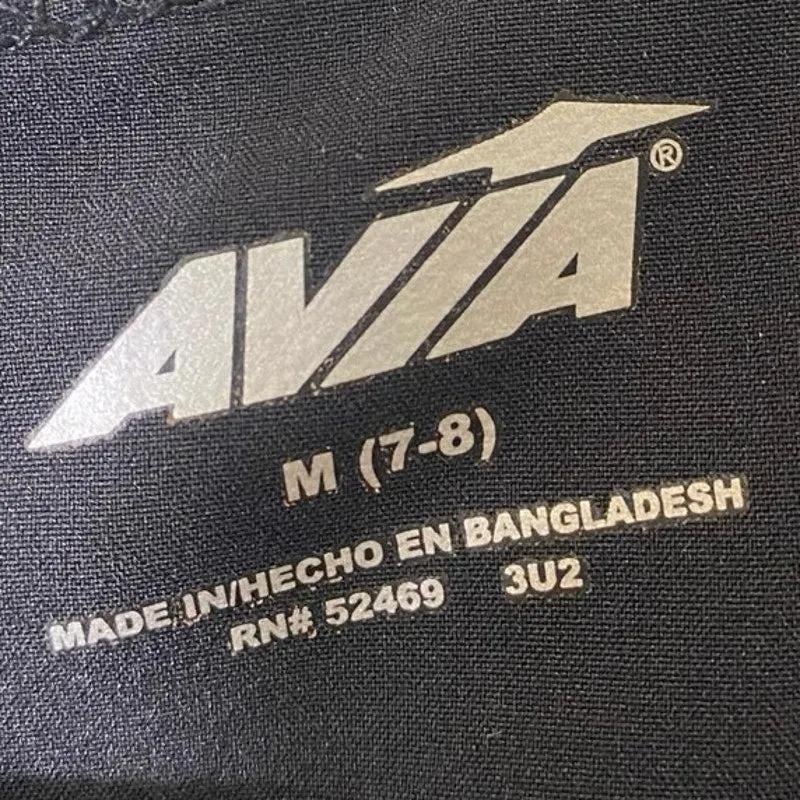 AVIA®
M (7-8)
MADE IN/HECHO EN BANGLADESH
RN# 52469 3U2